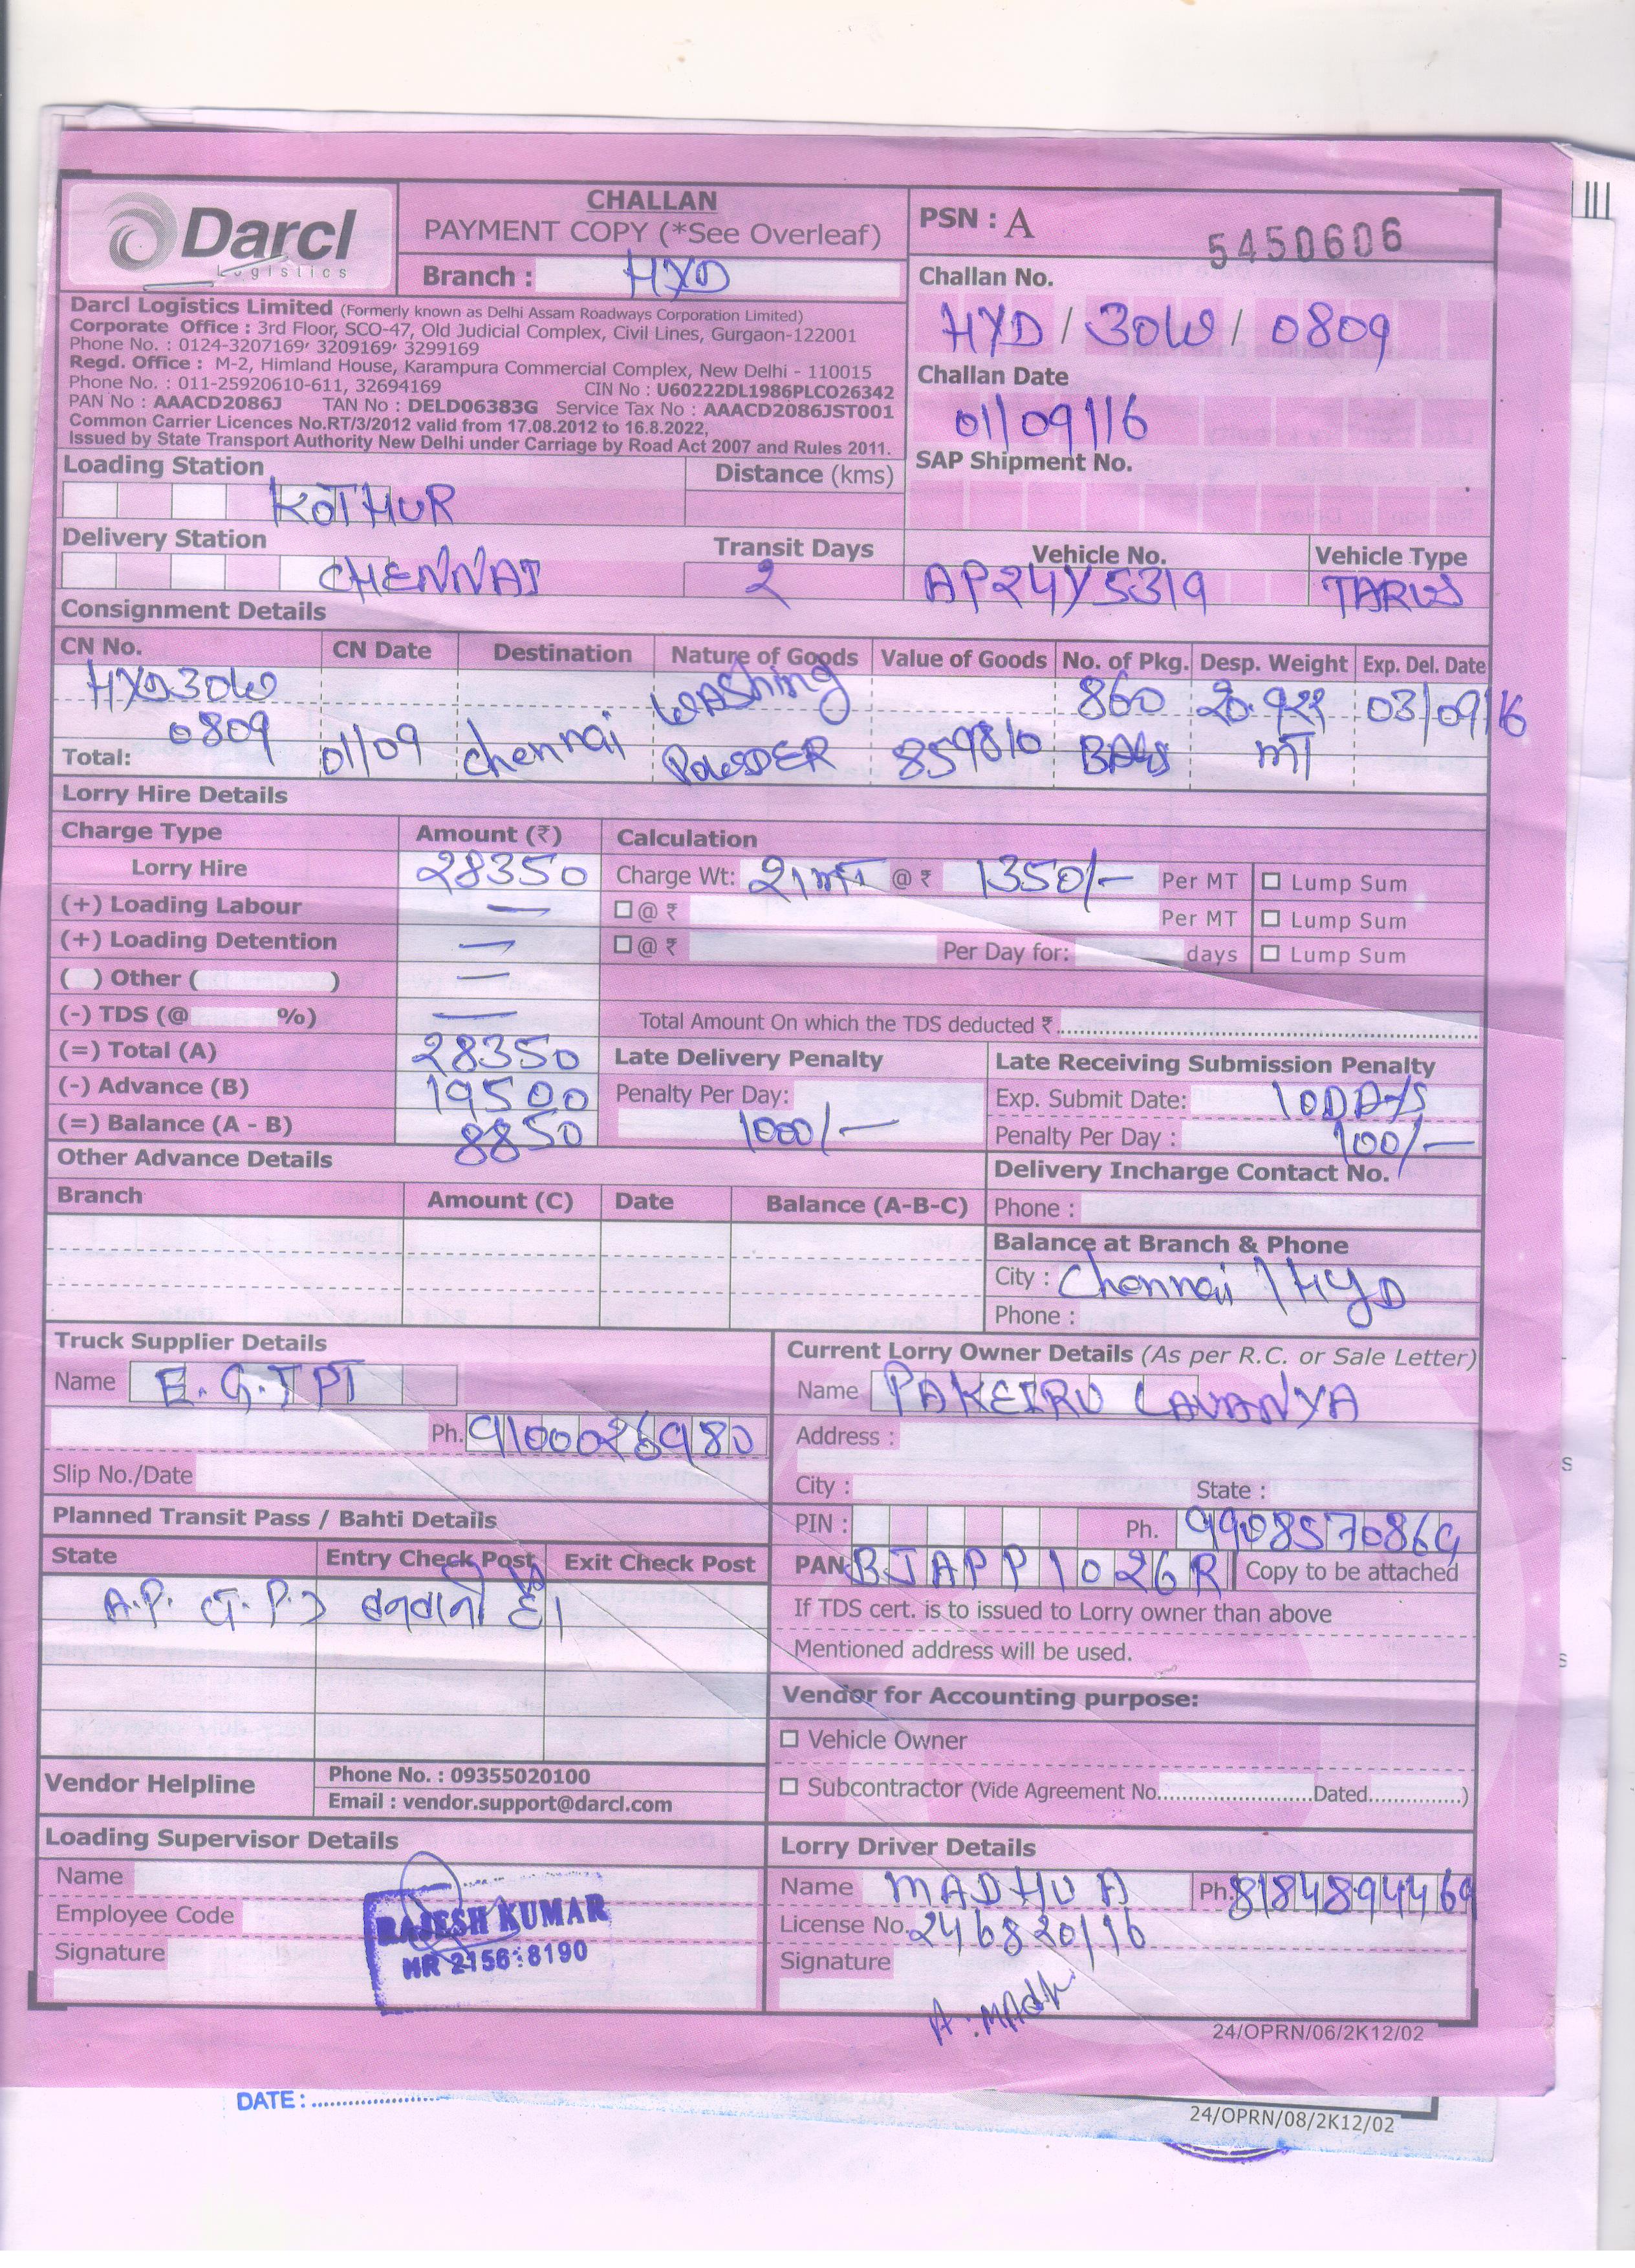 Darcl
Logistics
CHALLAN
PAYMENT COPY (*See Overleaf)
Branch : HYD
PSN : A 5450606
Challan No.
HYD / 30W / 0809
Challan Date
01/09/16
SAP Shipment No.
Darcl Logistics Limited (Formerly known as Delhi Assam Roadways Corporation Limited)
Corporate Office : 3rd Floor, SCO-47, Old Judicial Complex, Civil Lines, Gurgaon-122001
Phone No. : 0124-3207169, 3209169, 3299169
Regd. Office : M-2, Himland House, Karampura Commercial Complex, New Delhi - 110015
Phone No. : 011-25920610-611, 32694169 CIN No : U60222DL1986PLCO26342
PAN No : AAACD2086J TAN No : DELD06383G Service Tax No : AAACD2086JST001
Common Carrier Licences No.RT/3/2012 valid from 17.08.2012 to 16.8.2022,
Issued by State Transport Authority New Delhi under Carriage by Road Act 2007 and Rules 2011.
Loading Station Distance (kms)
KOTHUR
Delivery Station Transit Days Vehicle No. Vehicle Type
CHENNAI 2 AP24Y5319 TARUS
Consignment Details
CN No. CN Date Destination Nature of Goods Value of Goods No. of Pkg. Desp. Weight Exp. Del. Date
HYD30W washing 860 03/09/16
0809 01/09 chennai POWDER 859810 BAGS MT
Total:
Lorry Hire Details
Charge Type Amount (₹) Calculation
Lorry Hire 28350 Charge Wt: 21 MT @ ₹ 1350/- Per MT Lump Sum
(+) Loading Labour — @ ₹ Per MT Lump Sum
(+) Loading Detention — @ ₹ Per Day for: days Lump Sum
( ) Other ( ) —
(-) TDS (@ %) — Total Amount On which the TDS deducted ₹
(=) Total (A) 28350 Late Delivery Penalty Late Receiving Submission Penalty
(-) Advance (B) 19500 Penalty Per Day: Exp. Submit Date: 10 DAYS
(=) Balance (A - B) 8850 1000/- Penalty Per Day : 100/-
Other Advance Details Delivery Incharge Contact No.
Branch Amount (C) Date Balance (A-B-C) Phone :
Balance at Branch & Phone
City : Chennai / HYD
Phone :
Truck Supplier Details
Name E.G.TPT
Ph. 9100026980
Slip No./Date
Current Lorry Owner Details (As per R.C. or Sale Letter)
Name LAVANYA
Address :
City : State :
PIN : Ph.
PAN BJAPP1026R Copy to be attached
If TDS cert. is to issued to Lorry owner than above
Mentioned address will be used.
Planned Transit Pass / Bahti Details
State Entry Check Post Exit Check Post
A.P. बनवानी है।
Vendor for Accounting purpose:
Vehicle Owner
Subcontractor (Vide Agreement No. Dated )
Vendor Helpline
Phone No. : 09355020100
Email : vendor.support@darcl.com
Loading Supervisor Details
Name
Employee Code
Signature
RAJESH KUMAR
Lorry Driver Details
Name MADHU A Ph. 8184894469
License No. 246820/16
Signature
24/OPRN/06/2K12/02
DATE :
24/OPRN/08/2K12/02